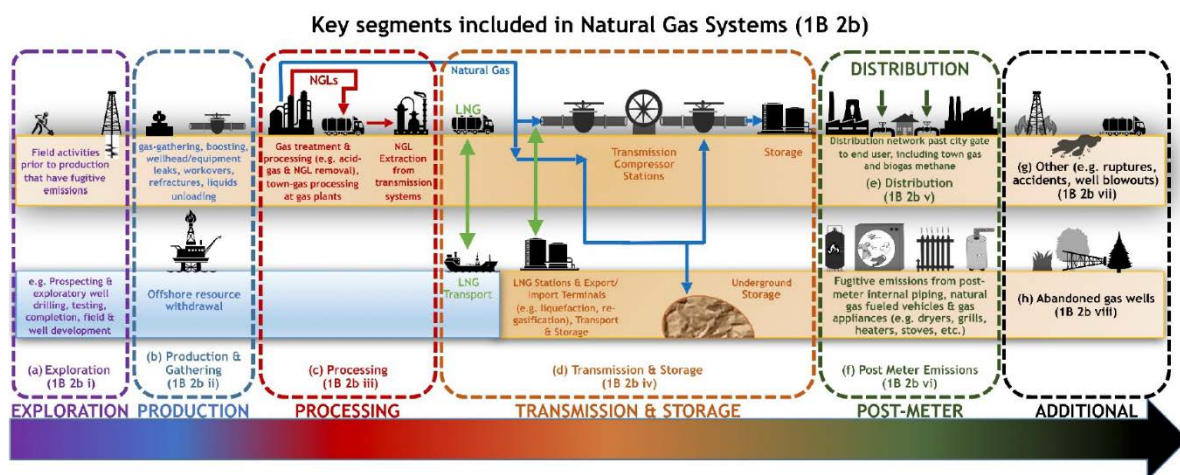 Key segments included in Natural Gas Systems (1B 2b)
Field activities
prior to production
that have fugitive
emissions
e.g. Prospecting &
exploratory well
drilling, testing,
completion, field &
well development
(a) Exploration
(1B 2b i)
EXPLORATION
gas-gathering, boosting,
wellhead/equipment
leaks, workovers,
refractures, liquids
unloading
Offshore resource
withdrawal
(b) Production &
Gathering
(1B 2b ii)
PRODUCTION
NGLs
Gas treatment &
processing (e.g. acid-
gas & NGL removal),
town-gas processing
at gas plants
NGL
Extraction
from
transmission
systems
(c) Processing
(1B 2b iii)
PROCESSING
Natural Gas
LNG
Transmission
Compressor
Stations
Storage
LNG
Transport
LNG Stations & Export/
Import Terminals
(e.g. liquefaction, re-
gasification), Transport
& Storage
Underground
Storage
(d) Transmission & Storage
(1B 2b iv)
TRANSMISSION & STORAGE
DISTRIBUTION
Distribution network past city gate
to end user, including town gas
and biogas methane
(e) Distribution
(1B 2b v)
Fugitive emissions from post-
meter internal piping, natural
gas fueled vehicles & gas
appliances (e.g. dryers, grills,
heaters, stoves, etc.)
(f) Post Meter Emissions
(1B 2b vi)
POST-METER
(g) Other (e.g. ruptures,
accidents, well blowouts)
(1B 2b vii)
(h) Abandoned gas wells
(1B 2b viii)
ADDITIONAL